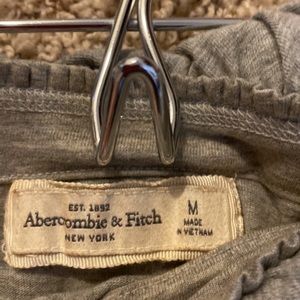 EST. 1892
Abercrombie & Fitch
NEW YORK
M
MADE
IN VIETNAM